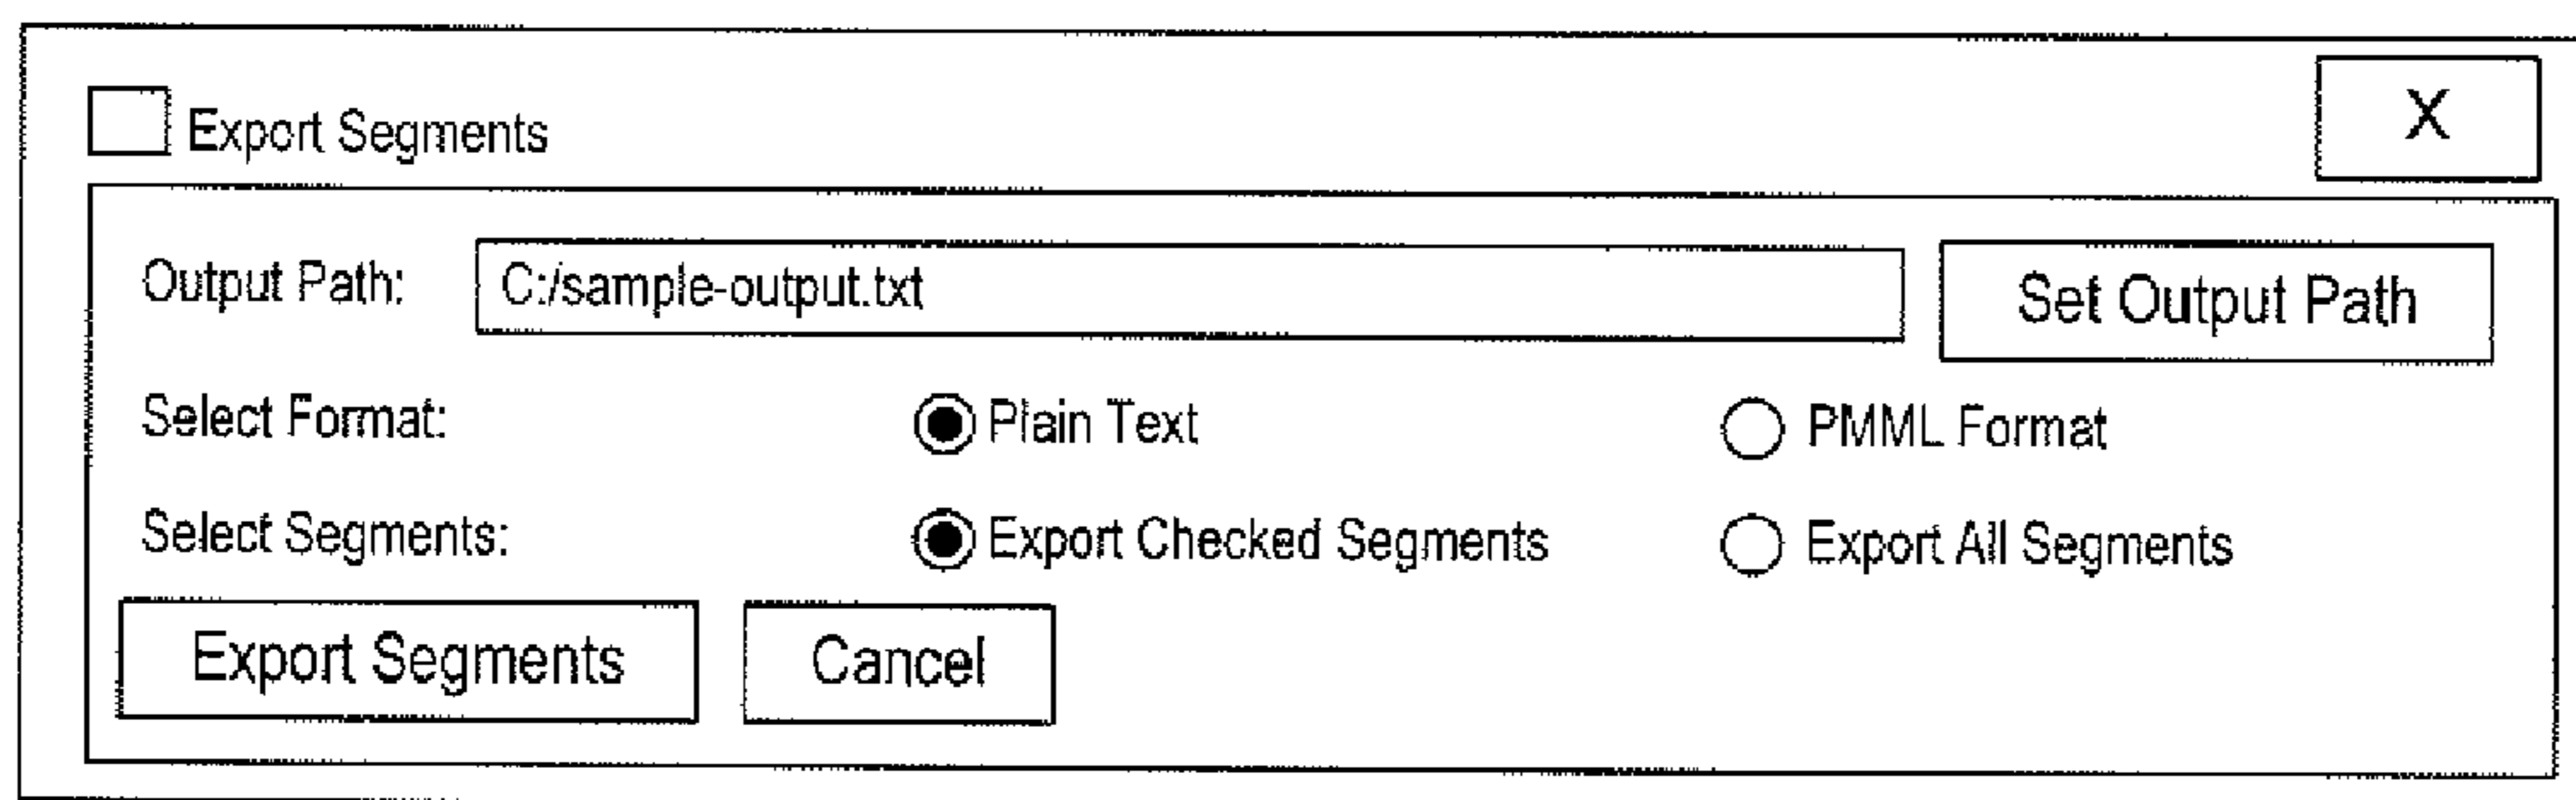 Export Segments
X
Output Path: C:/sample-output.txt Set Output Path
Select Format: Plain Text PMML Format
Select Segments: Export Checked Segments Export All Segments
Export Segments Cancel